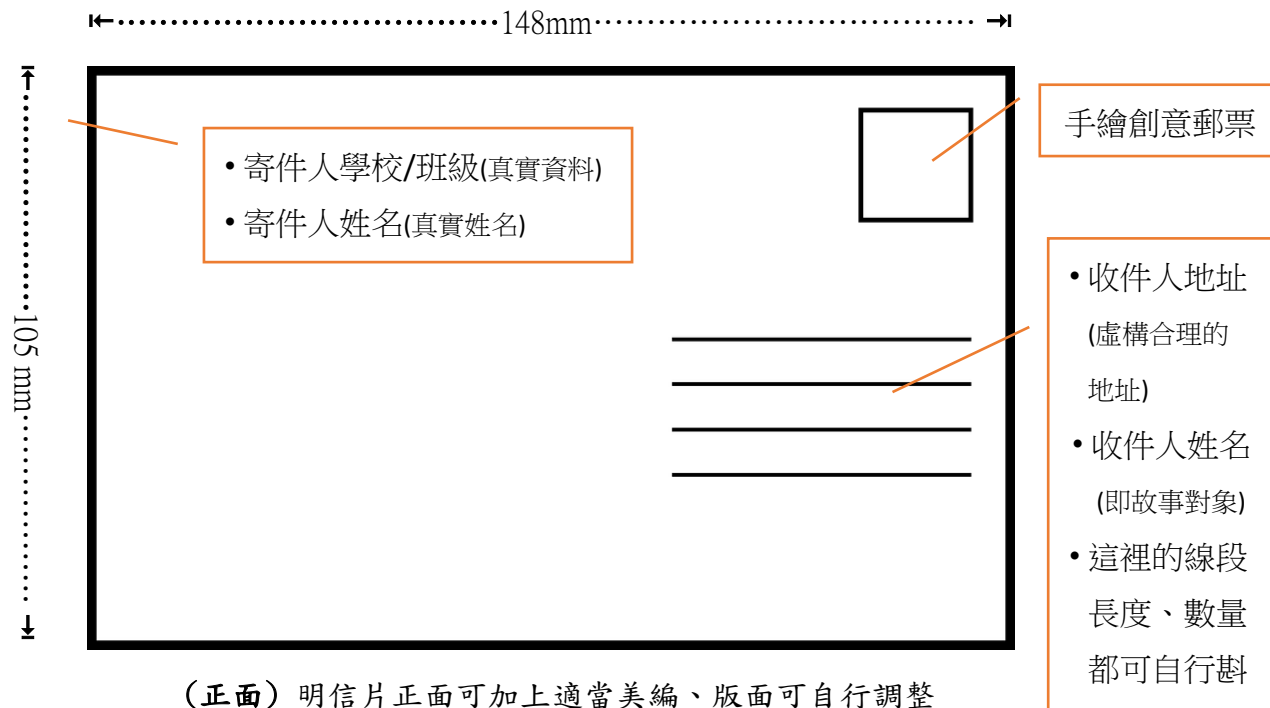 148mm
105 mm
• 寄件人學校/班級(真實資料)
• 寄件人姓名(真實姓名)
手繪創意郵票
• 收件人地址
(虛構合理的
地址)
• 收件人姓名
(即故事對象)
• 這裡的線段
長度、數量
都可自行斟
（正面）明信片正面可加上適當美編、版面可自行調整